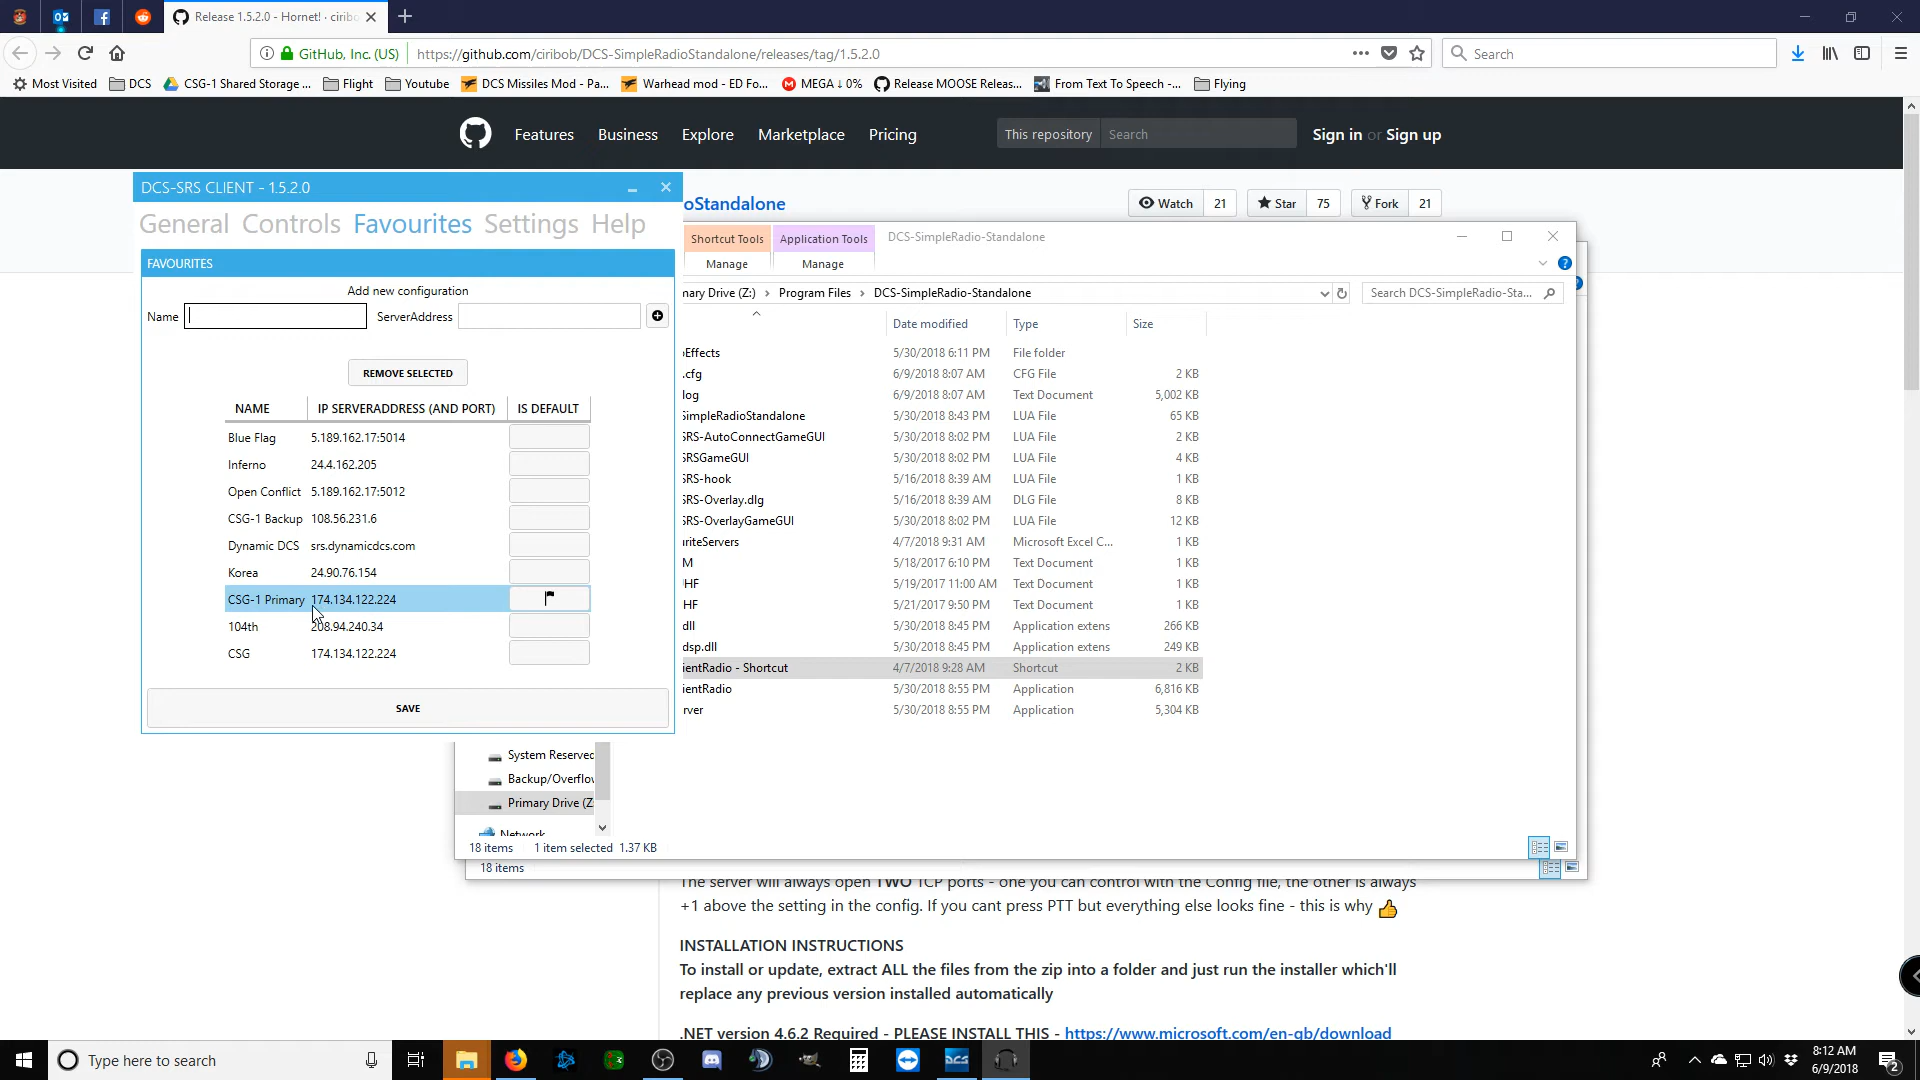 Release 1.5.2.0 - Hornet! · cirib
GitHub, Inc. (US)
https://github.com/ciribob/DCS-SimpleRadioStandalone/releases/tag/1.5.2.0
Search
Most Visited
DCS
CSG-1 Shared Storage ...
Flight
Youtube
DCS Missiles Mod - Pa...
Warhead mod - ED Fo...
MEGA ↓ 0%
Release MOOSE Releas...
From Text To Speech -...
Flying
Features
Business
Explore
Marketplace
Pricing
This repository
Search
Sign in or Sign up
oStandalone
Watch 21
Star 75
Fork 21
DCS-SRS CLIENT - 1.5.2.0
General Controls Favourites Settings Help
FAVOURITES
Add new configuration
Name
ServerAddress
REMOVE SELECTED
NAME IP SERVERADDRESS (AND PORT) IS DEFAULT
Blue Flag 5.189.162.17:5014
Inferno 24.4.162.205
Open Conflict 5.189.162.17:5012
CSG-1 Backup 108.56.231.6
Dynamic DCS srs.dynamicdcs.com
Korea 24.90.76.154
CSG-1 Primary 174.134.122.224
104th 208.94.240.34
CSG 174.134.122.224
SAVE
Shortcut Tools Application Tools DCS-SimpleRadio-Standalone
Manage Manage
nary Drive (Z:) › Program Files › DCS-SimpleRadio-Standalone
Search DCS-SimpleRadio-Sta...
Date modified Type Size
Effects 5/30/2018 6:11 PM File folder
.cfg 6/9/2018 8:07 AM CFG File 2 KB
log 6/9/2018 8:07 AM Text Document 5,002 KB
SimpleRadioStandalone 5/30/2018 8:43 PM LUA File 65 KB
SRS-AutoConnectGameGUI 5/30/2018 8:02 PM LUA File 2 KB
SRSGameGUI 5/30/2018 8:02 PM LUA File 4 KB
SRS-hook 5/16/2018 8:39 AM LUA File 1 KB
SRS-Overlay.dlg 5/16/2018 8:39 AM DLG File 8 KB
SRS-OverlayGameGUI 5/30/2018 8:02 PM LUA File 12 KB
riteServers 4/7/2018 9:31 AM Microsoft Excel C... 1 KB
M 5/18/2017 6:10 PM Text Document 1 KB
HF 5/19/2017 11:00 AM Text Document 1 KB
HF 5/21/2017 9:50 PM Text Document 1 KB
dll 5/30/2018 8:45 PM Application extens 266 KB
dsp.dll 5/30/2018 8:45 PM Application extens 249 KB
ientRadio - Shortcut 4/7/2018 9:28 AM Shortcut 2 KB
ientRadio 5/30/2018 8:55 PM Application 6,816 KB
rver 5/30/2018 8:55 PM Application 5,304 KB
System Reserved
Backup/Overflo
Primary Drive (Z
Network
18 items 1 item selected 1.37 KB
18 items
The server will always open TWO TCP ports - one you can control with the Config file, the other is always
+1 above the setting in the config. If you cant press PTT but everything else looks fine - this is why
INSTALLATION INSTRUCTIONS
To install or update, extract ALL the files from the zip into a folder and just run the installer which'll
replace any previous version installed automatically
.NET version 4.6.2 Required - PLEASE INSTALL THIS - https://www.microsoft.com/en-gb/download
Type here to search
DCS
8:12 AM
6/9/2018
2